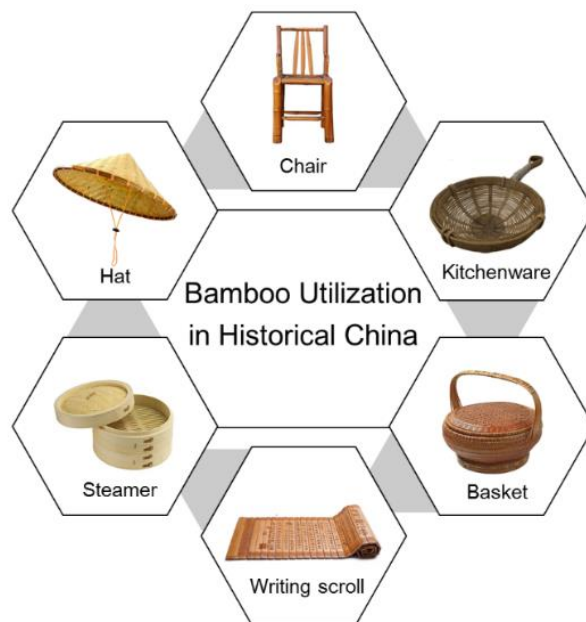 Chair
Hat
Kitchenware
Bamboo Utilization
in Historical China
Steamer
Basket
Writing scroll